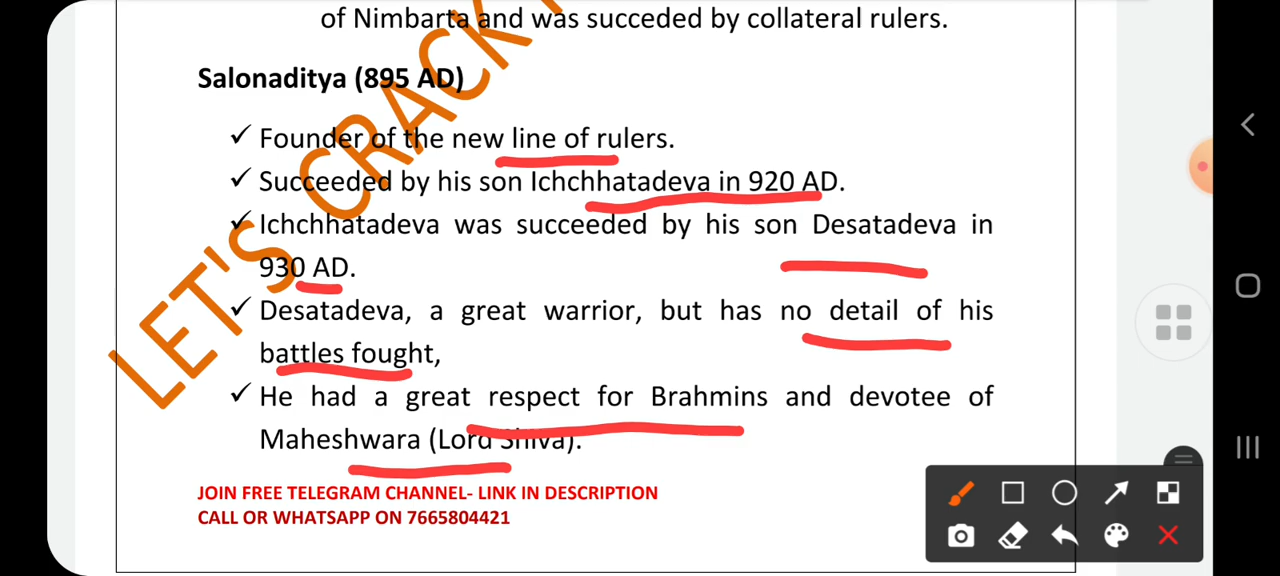 of Nimbarta and was succeded by collateral rulers.
Salonaditya (895 AD)
✓ Founder of the new line of rulers.
✓ Succeeded by his son Ichchhatadeva in 920 AD.
✓ Ichchhatadeva was succeeded by his son Desatadeva in
930 AD.
✓ Desatadeva, a great warrior, but has no detail of his
battles fought,
✓ He had a great respect for Brahmins and devotee of
Maheshwara (Lord Shiva).
LET'S CRACK
JOIN FREE TELEGRAM CHANNEL- LINK IN DESCRIPTION
CALL OR WHATSAPP ON 7665804421